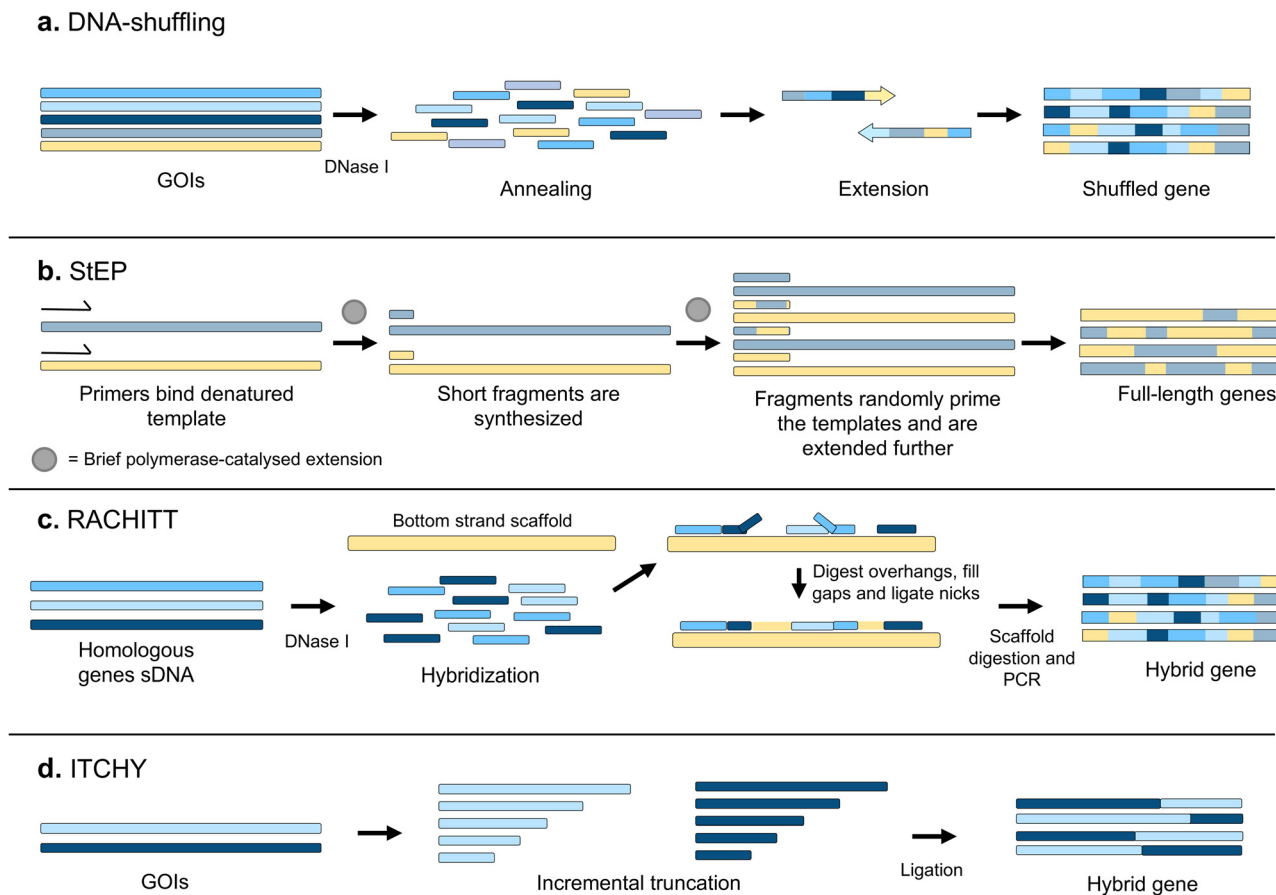 a. DNA-shuffling
DNase I
GOIs
Annealing
Extension
Shuffled gene
b. StEP
Primers bind denatured
template
Short fragments are
synthesized
Fragments randomly prime
the templates and are
extended further
Full-length genes
= Brief polymerase-catalysed extension
c. RACHITT
Bottom strand scaffold
Homologous
genes sDNA
DNase I
Hybridization
Digest overhangs, fill
gaps and ligate nicks
Scaffold
digestion and
PCR
Hybrid gene
d. ITCHY
GOIs
Incremental truncation
Ligation
Hybrid gene